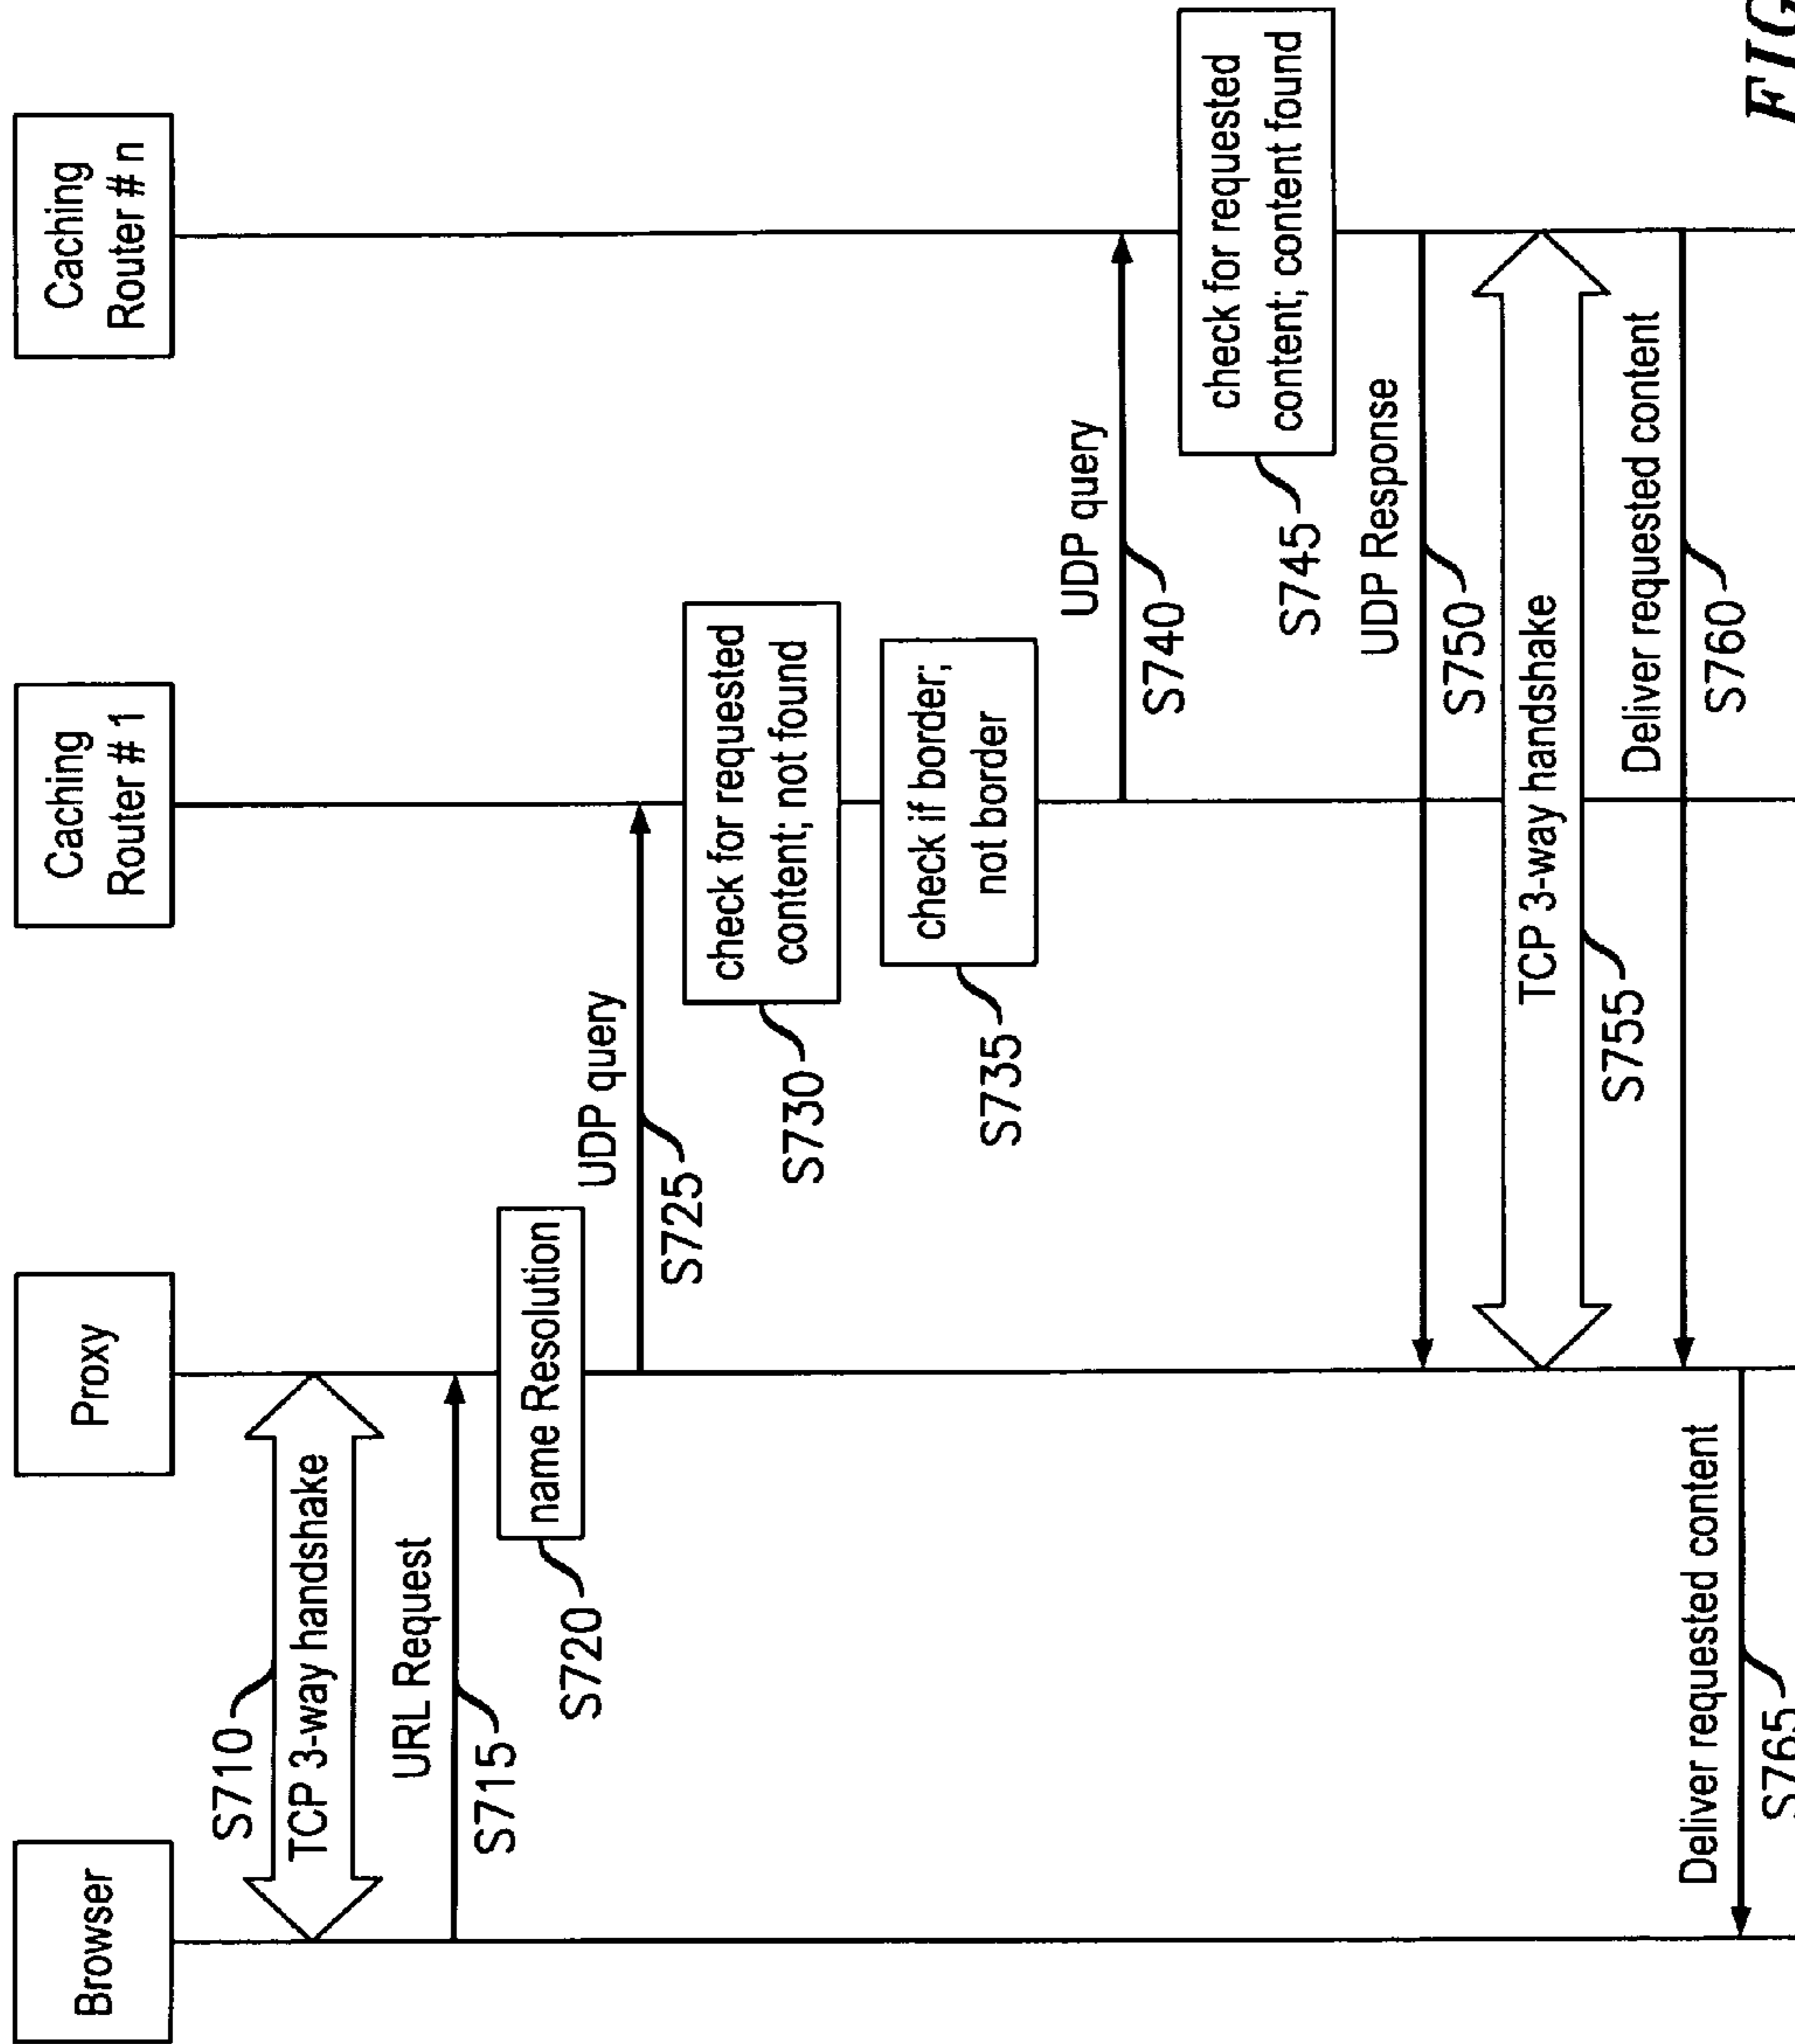 Browser
Proxy
Caching
Router # 1
Caching
Router # n
S710
TCP 3-way handshake
URL Request
S715
name Resolution
S720
UDP query
S725
check for requested
content; not found
S730
check if border;
not border
S735
UDP query
S740
check for requested
content; content found
S745
UDP Response
S750
TCP 3-way handshake
S755
Deliver requested content
S760
Deliver requested content
S765
FIG